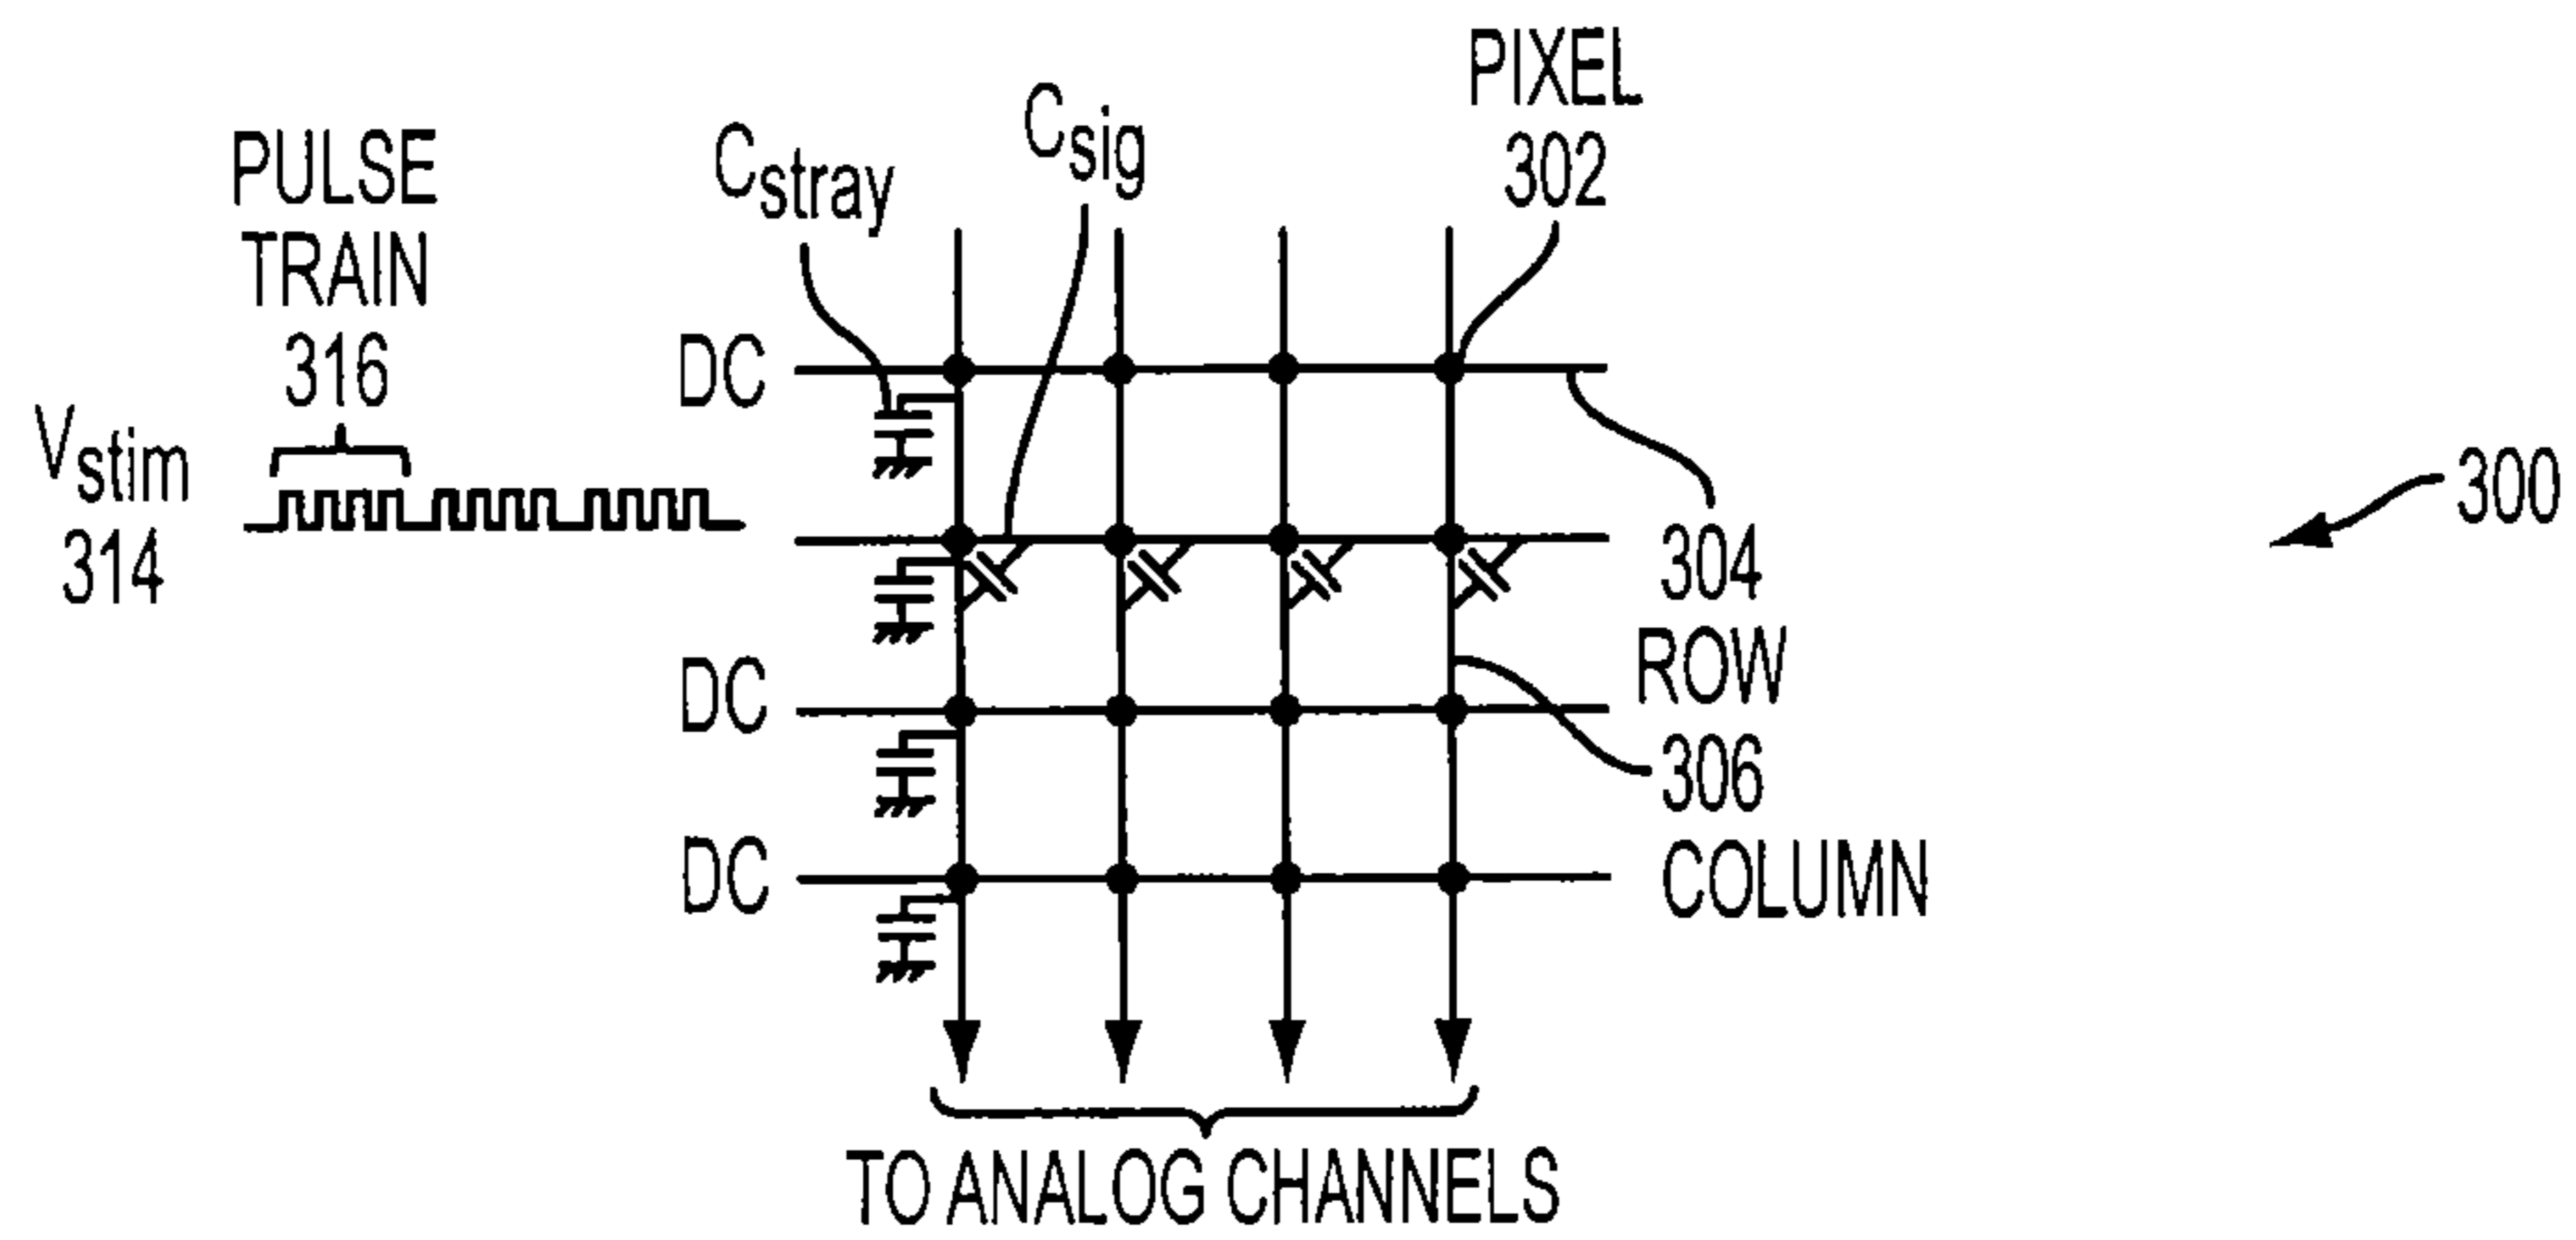 PULSE
TRAIN
316
Vstim
314
Cstray
Csig
PIXEL
302
DC
DC
DC
304
ROW
306
COLUMN
300
TO ANALOG CHANNELS